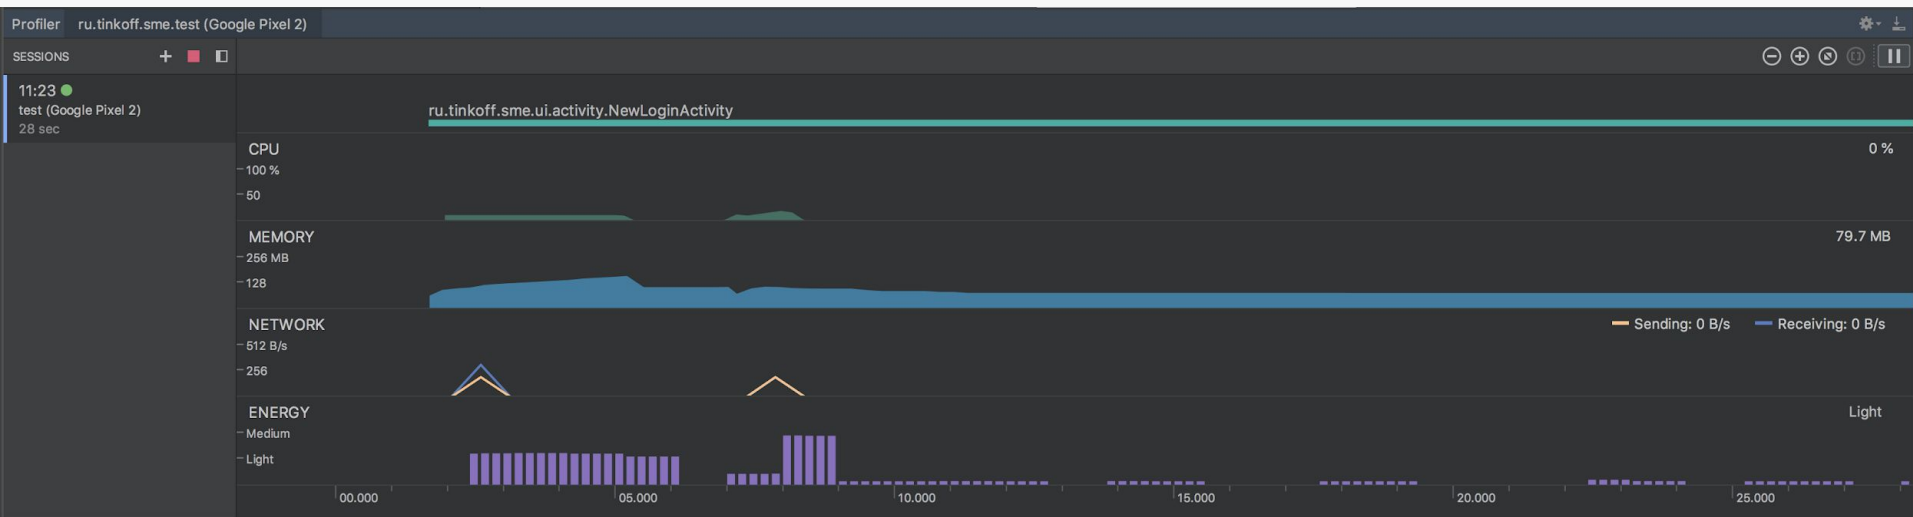 Profiler ru.tinkoff.sme.test (Google Pixel 2)
SESSIONS
11:23
test (Google Pixel 2)
28 sec
ru.tinkoff.sme.ui.activity.NewLoginActivity
CPU 0 %
100 %
50
MEMORY 79.7 MB
256 MB
128
NETWORK Sending: 0 B/s Receiving: 0 B/s
512 B/s
256
ENERGY Light
Medium
Light
00.000 05.000 10.000 15.000 20.000 25.000